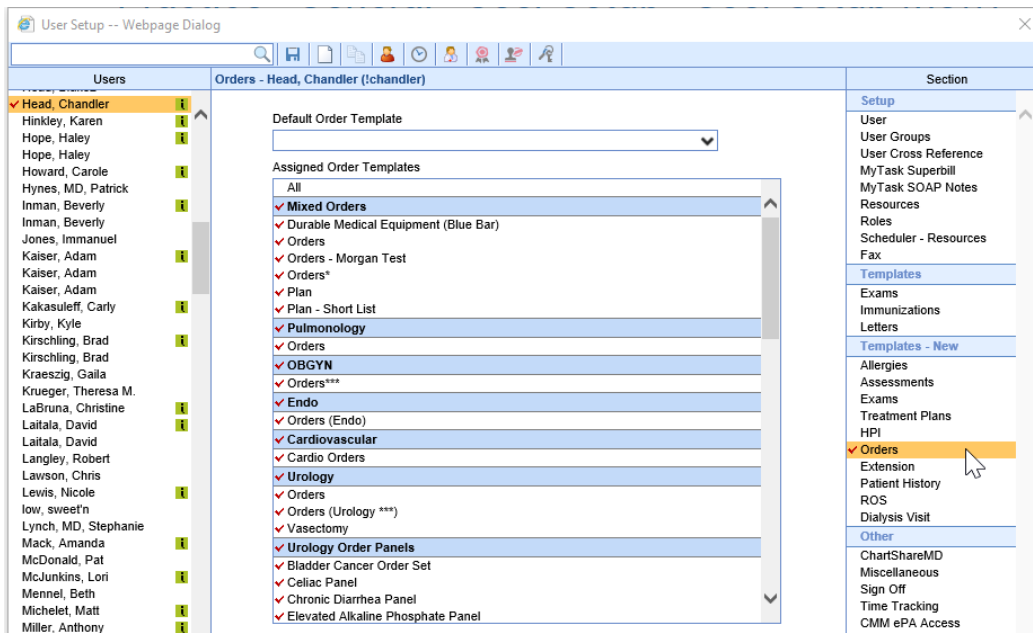 User Setup -- Webpage Dialog
Users
Orders - Head, Chandler (!chandler)
Section
Head, Chandler
Hinkley, Karen
Hope, Haley
Hope, Haley
Howard, Carole
Hynes, MD, Patrick
Inman, Beverly
Inman, Beverly
Jones, Immanuel
Kaiser, Adam
Kaiser, Adam
Kaiser, Adam
Kakasuleff, Carly
Kirby, Kyle
Kirschling, Brad
Kirschling, Brad
Kraeszig, Gaila
Krueger, Theresa M.
LaBruna, Christine
Laitala, David
Laitala, David
Langley, Robert
Lawson, Chris
Lewis, Nicole
low, sweet'n
Lynch, MD, Stephanie
Mack, Amanda
McDonald, Pat
McJunkins, Lori
Mennel, Beth
Michelet, Matt
Miller, Anthony
Default Order Template
Assigned Order Templates
All
Mixed Orders
Durable Medical Equipment (Blue Bar)
Orders
Orders - Morgan Test
Orders*
Plan
Plan - Short List
Pulmonology
Orders
OBGYN
Orders***
Endo
Orders (Endo)
Cardiovascular
Cardio Orders
Urology
Orders
Orders (Urology ***)
Vasectomy
Urology Order Panels
Bladder Cancer Order Set
Celiac Panel
Chronic Diarrhea Panel
Elevated Alkaline Phosphate Panel
Setup
User
User Groups
User Cross Reference
MyTask Superbill
MyTask SOAP Notes
Resources
Roles
Scheduler - Resources
Fax
Templates
Exams
Immunizations
Letters
Templates - New
Allergies
Assessments
Exams
Treatment Plans
HPI
Orders
Extension
Patient History
ROS
Dialysis Visit
Other
ChartShareMD
Miscellaneous
Sign Off
Time Tracking
CMM ePA Access